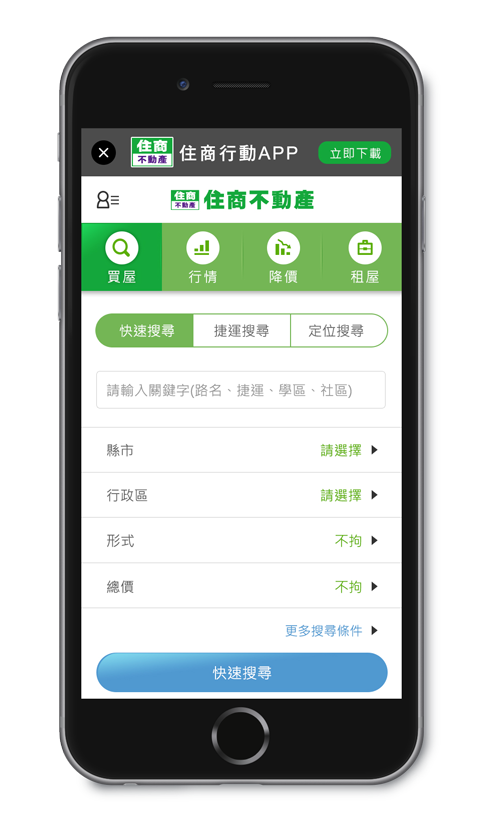 住商
不動產
住商行動APP
立即下載
住商
不動產
住商不動產
買屋
行情
降價
租屋
快速搜尋
捷運搜尋
定位搜尋
請輸入關鍵字(路名、捷運、學區、社區)
縣市 請選擇
行政區 請選擇
形式 不拘
總價 不拘
更多搜尋條件
快速搜尋